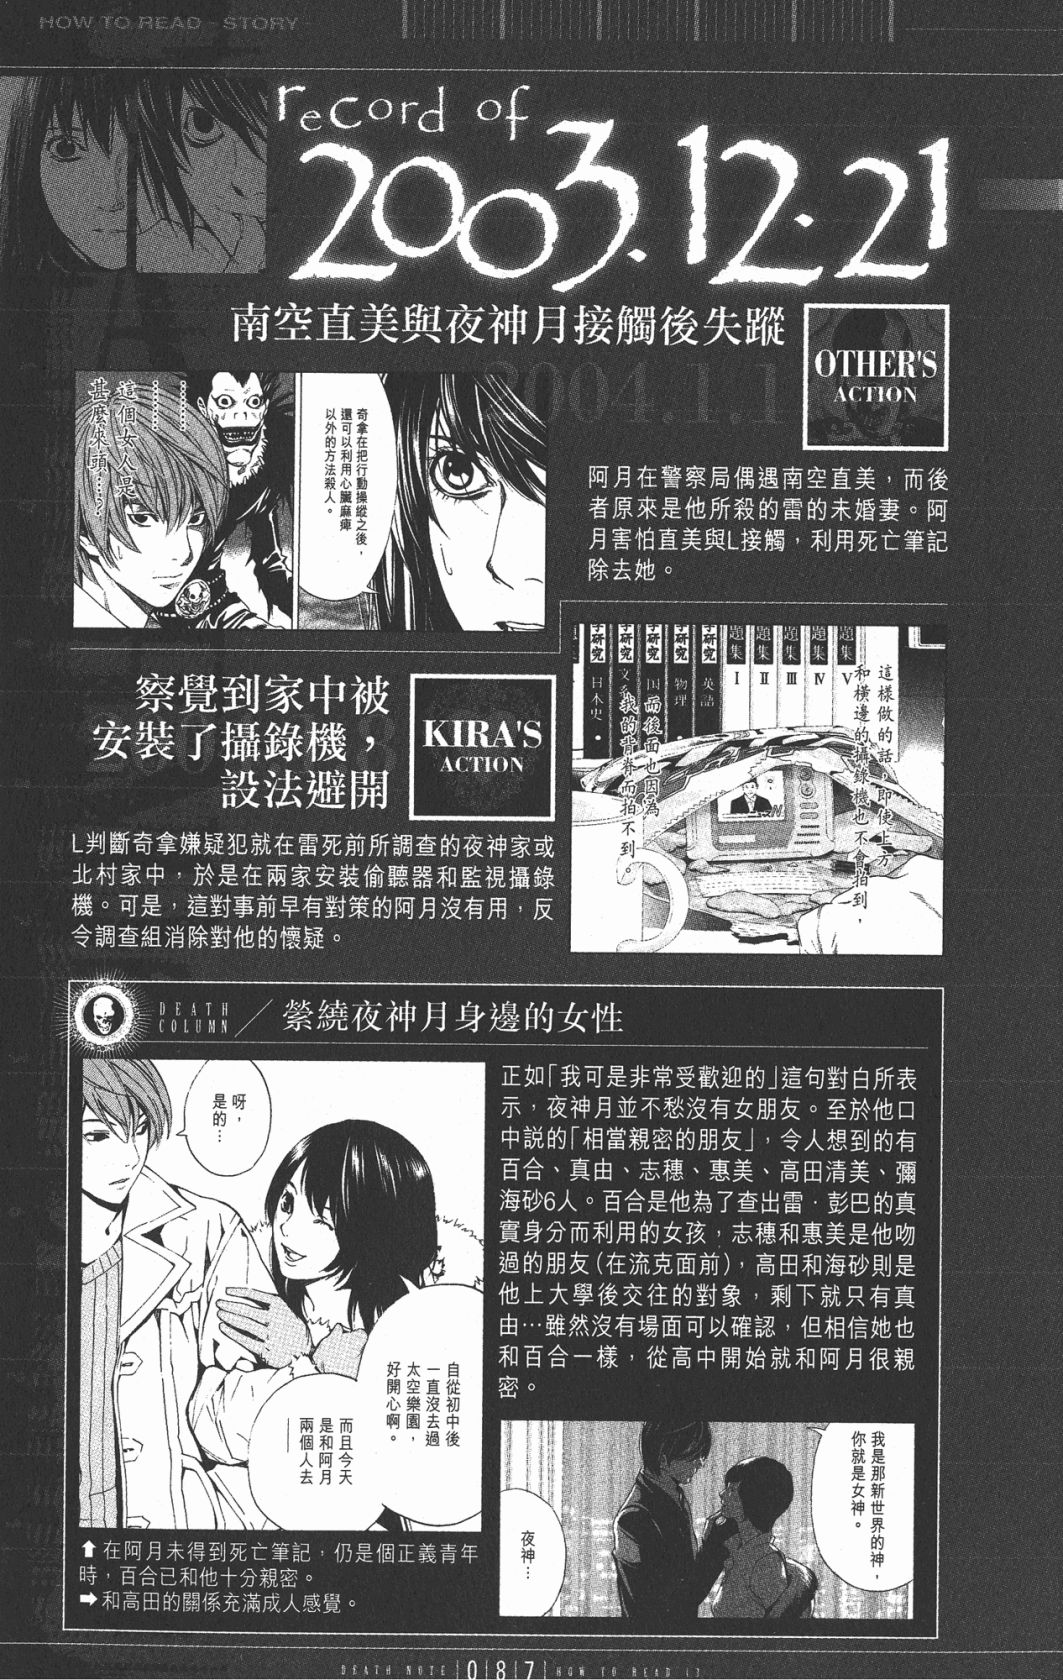 HOW TO READ - STORY
record of
2003.12.21
南空直美與夜神月接觸後失蹤
OTHER'S
ACTION
這個女人是
甚麼來頭…?
奇拿在把行動操縱之後，
還可以利用心臟麻痺
以外的方法殺人。
阿月在警察局偶遇南空直美，而後
者原來是他所殺的雷的未婚妻。阿
月害怕直美與L接觸，利用死亡筆記
除去她。
察覺到家中被
安裝了攝錄機，
設法避開
KIRA'S
ACTION
L判斷奇拿嫌疑犯就在雷死前所調查的夜神家或
北村家中，於是在兩家安裝偷聽器和監視攝錄
機。可是，這對事前早有對策的阿月沒有用，反
令調查組消除對他的懷疑。
題集 V
題集 IV
題集 III
題集 II
題集 I
英語
物理
国
日本史
這樣做的話，即使上方
和橫邊的攝錄機也不會拍到，
而後面也因為
我的背脊而拍不到。
DEATH
COLUMN
縈繞夜神月身邊的女性
呀，
是的…
自從初中後
一直沒去過
太空樂園，
好開心啊。
而且今天
是和阿月
兩個人去
——
正如「我可是非常受歡迎的」這句對白所表
示，夜神月並不愁沒有女朋友。至於他口
中説的「相當親密的朋友」，令人想到的有
百合、真由、志穗、惠美、高田清美、彌
海砂6人。百合是他為了查出雷．彭巴的真
實身分而利用的女孩，志穗和惠美是他吻
過的朋友(在流克面前)，高田和海砂則是
他上大學後交往的對象，剩下就只有真
由…雖然沒有場面可以確認，但相信她也
和百合一樣，從高中開始就和阿月很親
密。
我是那新世界的神，
你就是女神。
夜神…
⬆在阿月未得到死亡筆記，仍是個正義青年
時，百合已和他十分親密。
➡和高田的關係充滿成人感覺。
DEATH NOTE 087 HOW TO READ 13